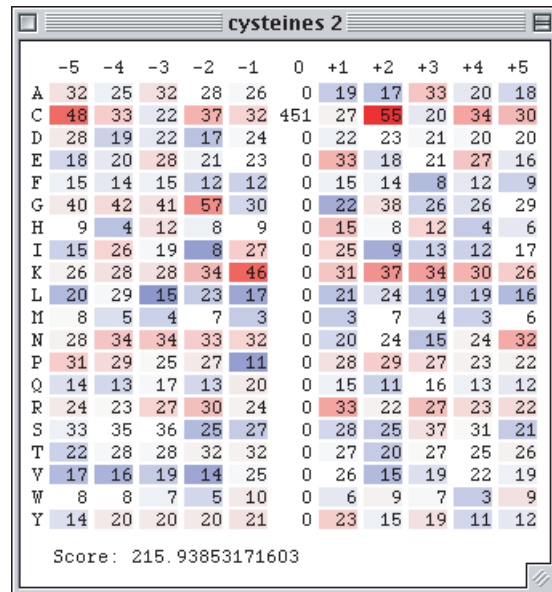 cysteines 2
-5 -4 -3 -2 -1 0 +1 +2 +3 +4 +5
A 32 25 32 28 26 0 19 17 33 20 18
C 48 33 22 37 32 451 27 55 20 34 30
D 28 19 22 17 24 0 22 23 21 20 20
E 18 20 28 21 23 0 33 18 21 27 16
F 15 14 15 12 12 0 15 14 8 12 9
G 40 42 41 57 30 0 22 38 26 26 29
H 9 4 12 8 9 0 15 8 12 4 6
I 15 26 19 8 27 0 25 9 13 12 17
K 26 28 28 34 46 0 31 37 34 30 26
L 20 29 15 23 17 0 21 24 19 19 16
M 8 5 4 7 3 0 3 7 4 3 6
N 28 34 34 33 32 0 20 24 15 24 32
P 31 29 25 27 11 0 28 29 27 23 22
Q 14 13 17 13 20 0 15 11 16 13 12
R 24 23 27 30 24 0 33 22 27 23 22
S 33 35 36 25 27 0 28 25 37 31 21
T 22 28 28 32 32 0 27 20 27 25 26
V 17 16 19 14 25 0 26 15 19 22 19
W 8 8 7 5 10 0 6 9 7 3 9
Y 14 20 20 20 21 0 23 15 19 11 12
Score: 215.93853171603